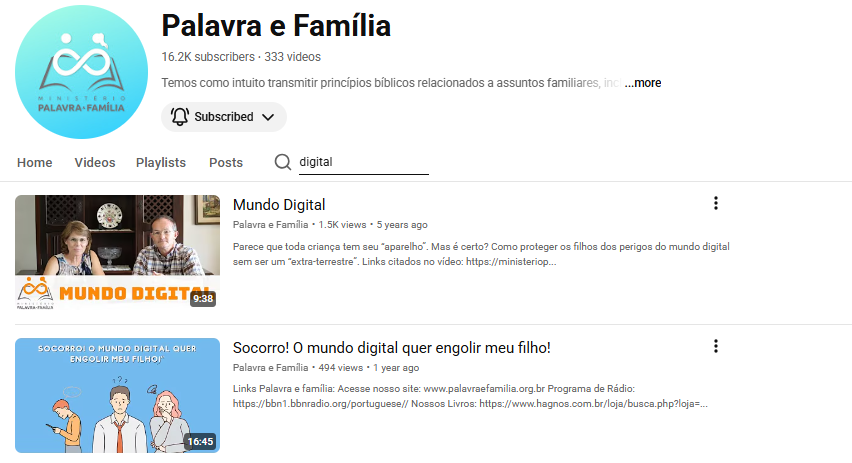 Palavra e Família
16.2K subscribers • 333 videos
Temos como intuito transmitir princípios bíblicos relacionados a assuntos familiares, inc ...more
MINISTÉRIO
PALAVRA E FAMÍLIA
Subscribed
Home Videos Playlists Posts digital
Mundo Digital
Palavra e Família • 1.5K views • 5 years ago
Parece que toda criança tem seu “aparelho”. Mas é certo? Como proteger os filhos dos perigos do mundo digital
sem ser um “extra-terrestre”. Links citados no vídeo: https://ministeriop...
MINISTÉRIO
PALAVRA E FAMÍLIA
MUNDO DIGITAL
9:38
SOCORRO! O MUNDO DIGITAL QUER
ENGOLIR MEU FILHO!
???
16:45
Socorro! O mundo digital quer engolir meu filho!
Palavra e Família • 494 views • 1 year ago
Links Palavra e família: Acesse nosso site: www.palavraefamilia.org.br Programa de Rádio:
https://bbn1.bbnradio.org/portuguese// Nossos Livros: https://www.hagnos.com.br/loja/busca.php?loja=...